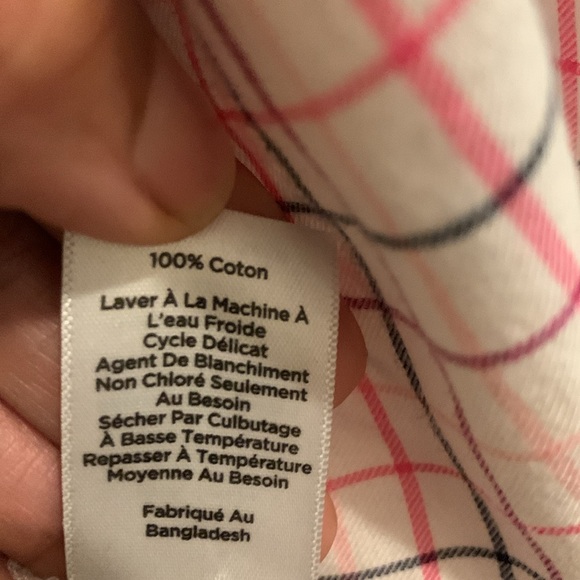 100% Coton
Laver À La Machine À
L'eau Froide
Cycle Délicat
Agent De Blanchiment
Non Chloré Seulement
Au Besoin
Sécher Par Culbutage
À Basse Température
Repasser À Température
Moyenne Au Besoin
Fabriqué Au
Bangladesh